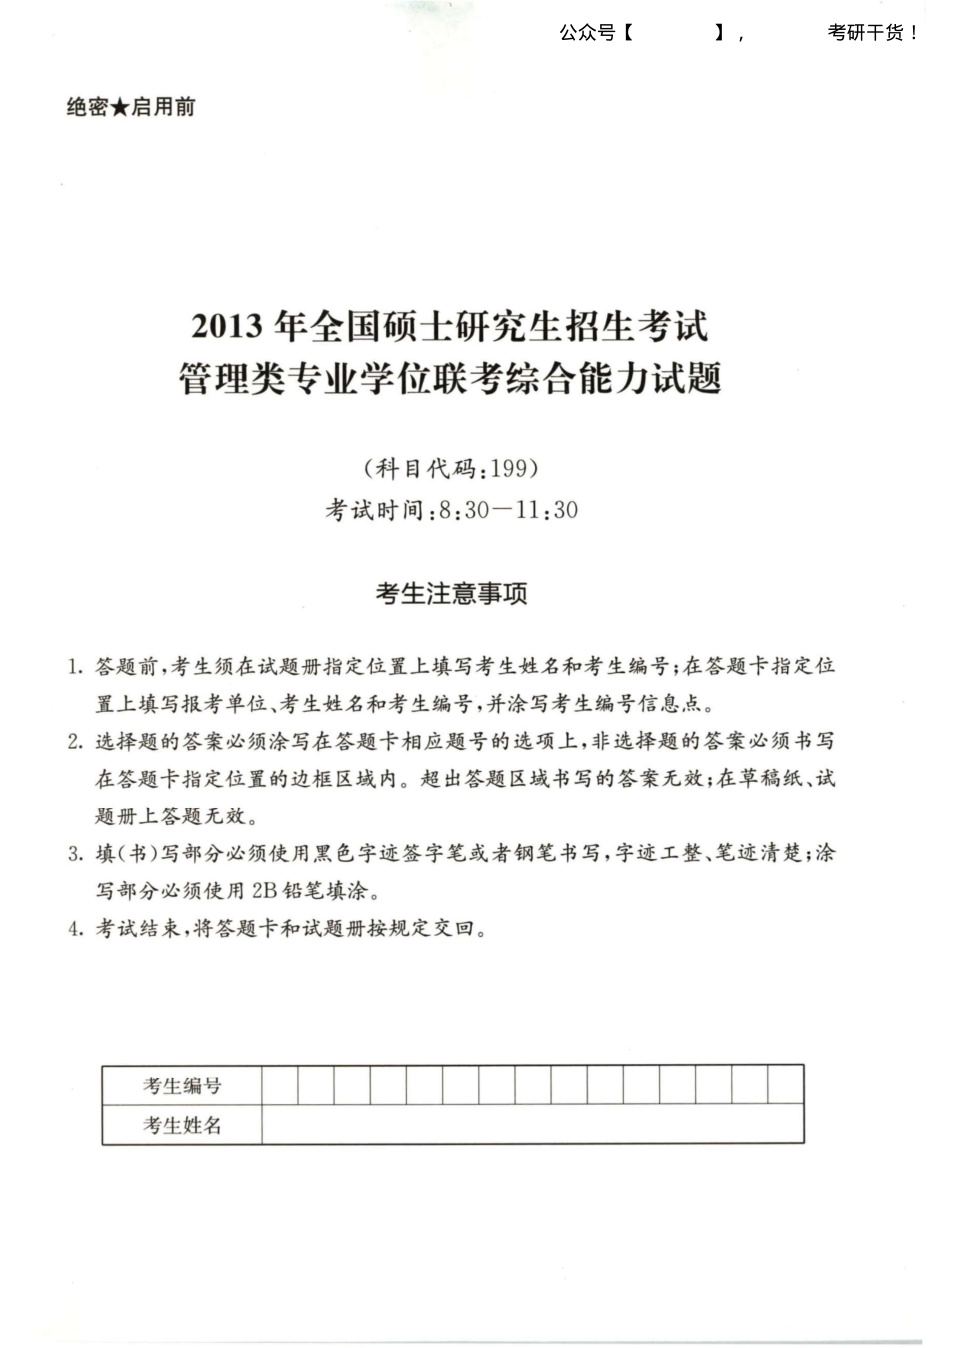 公众号【 】， 考研干货！
绝密★启用前
2013 年全国硕士研究生招生考试
管理类专业学位联考综合能力试题
(科目代码:199)
考试时间:8:30—11:30
考生注意事项
1. 答题前,考生须在试题册指定位置上填写考生姓名和考生编号;在答题卡指定位
置上填写报考单位、考生姓名和考生编号,并涂写考生编号信息点。
2. 选择题的答案必须涂写在答题卡相应题号的选项上,非选择题的答案必须书写
在答题卡指定位置的边框区域内。超出答题区域书写的答案无效;在草稿纸、试
题册上答题无效。
3. 填(书)写部分必须使用黑色字迹签字笔或者钢笔书写,字迹工整、笔迹清楚;涂
写部分必须使用 2B 铅笔填涂。
4. 考试结束,将答题卡和试题册按规定交回。
考生编号
考生姓名